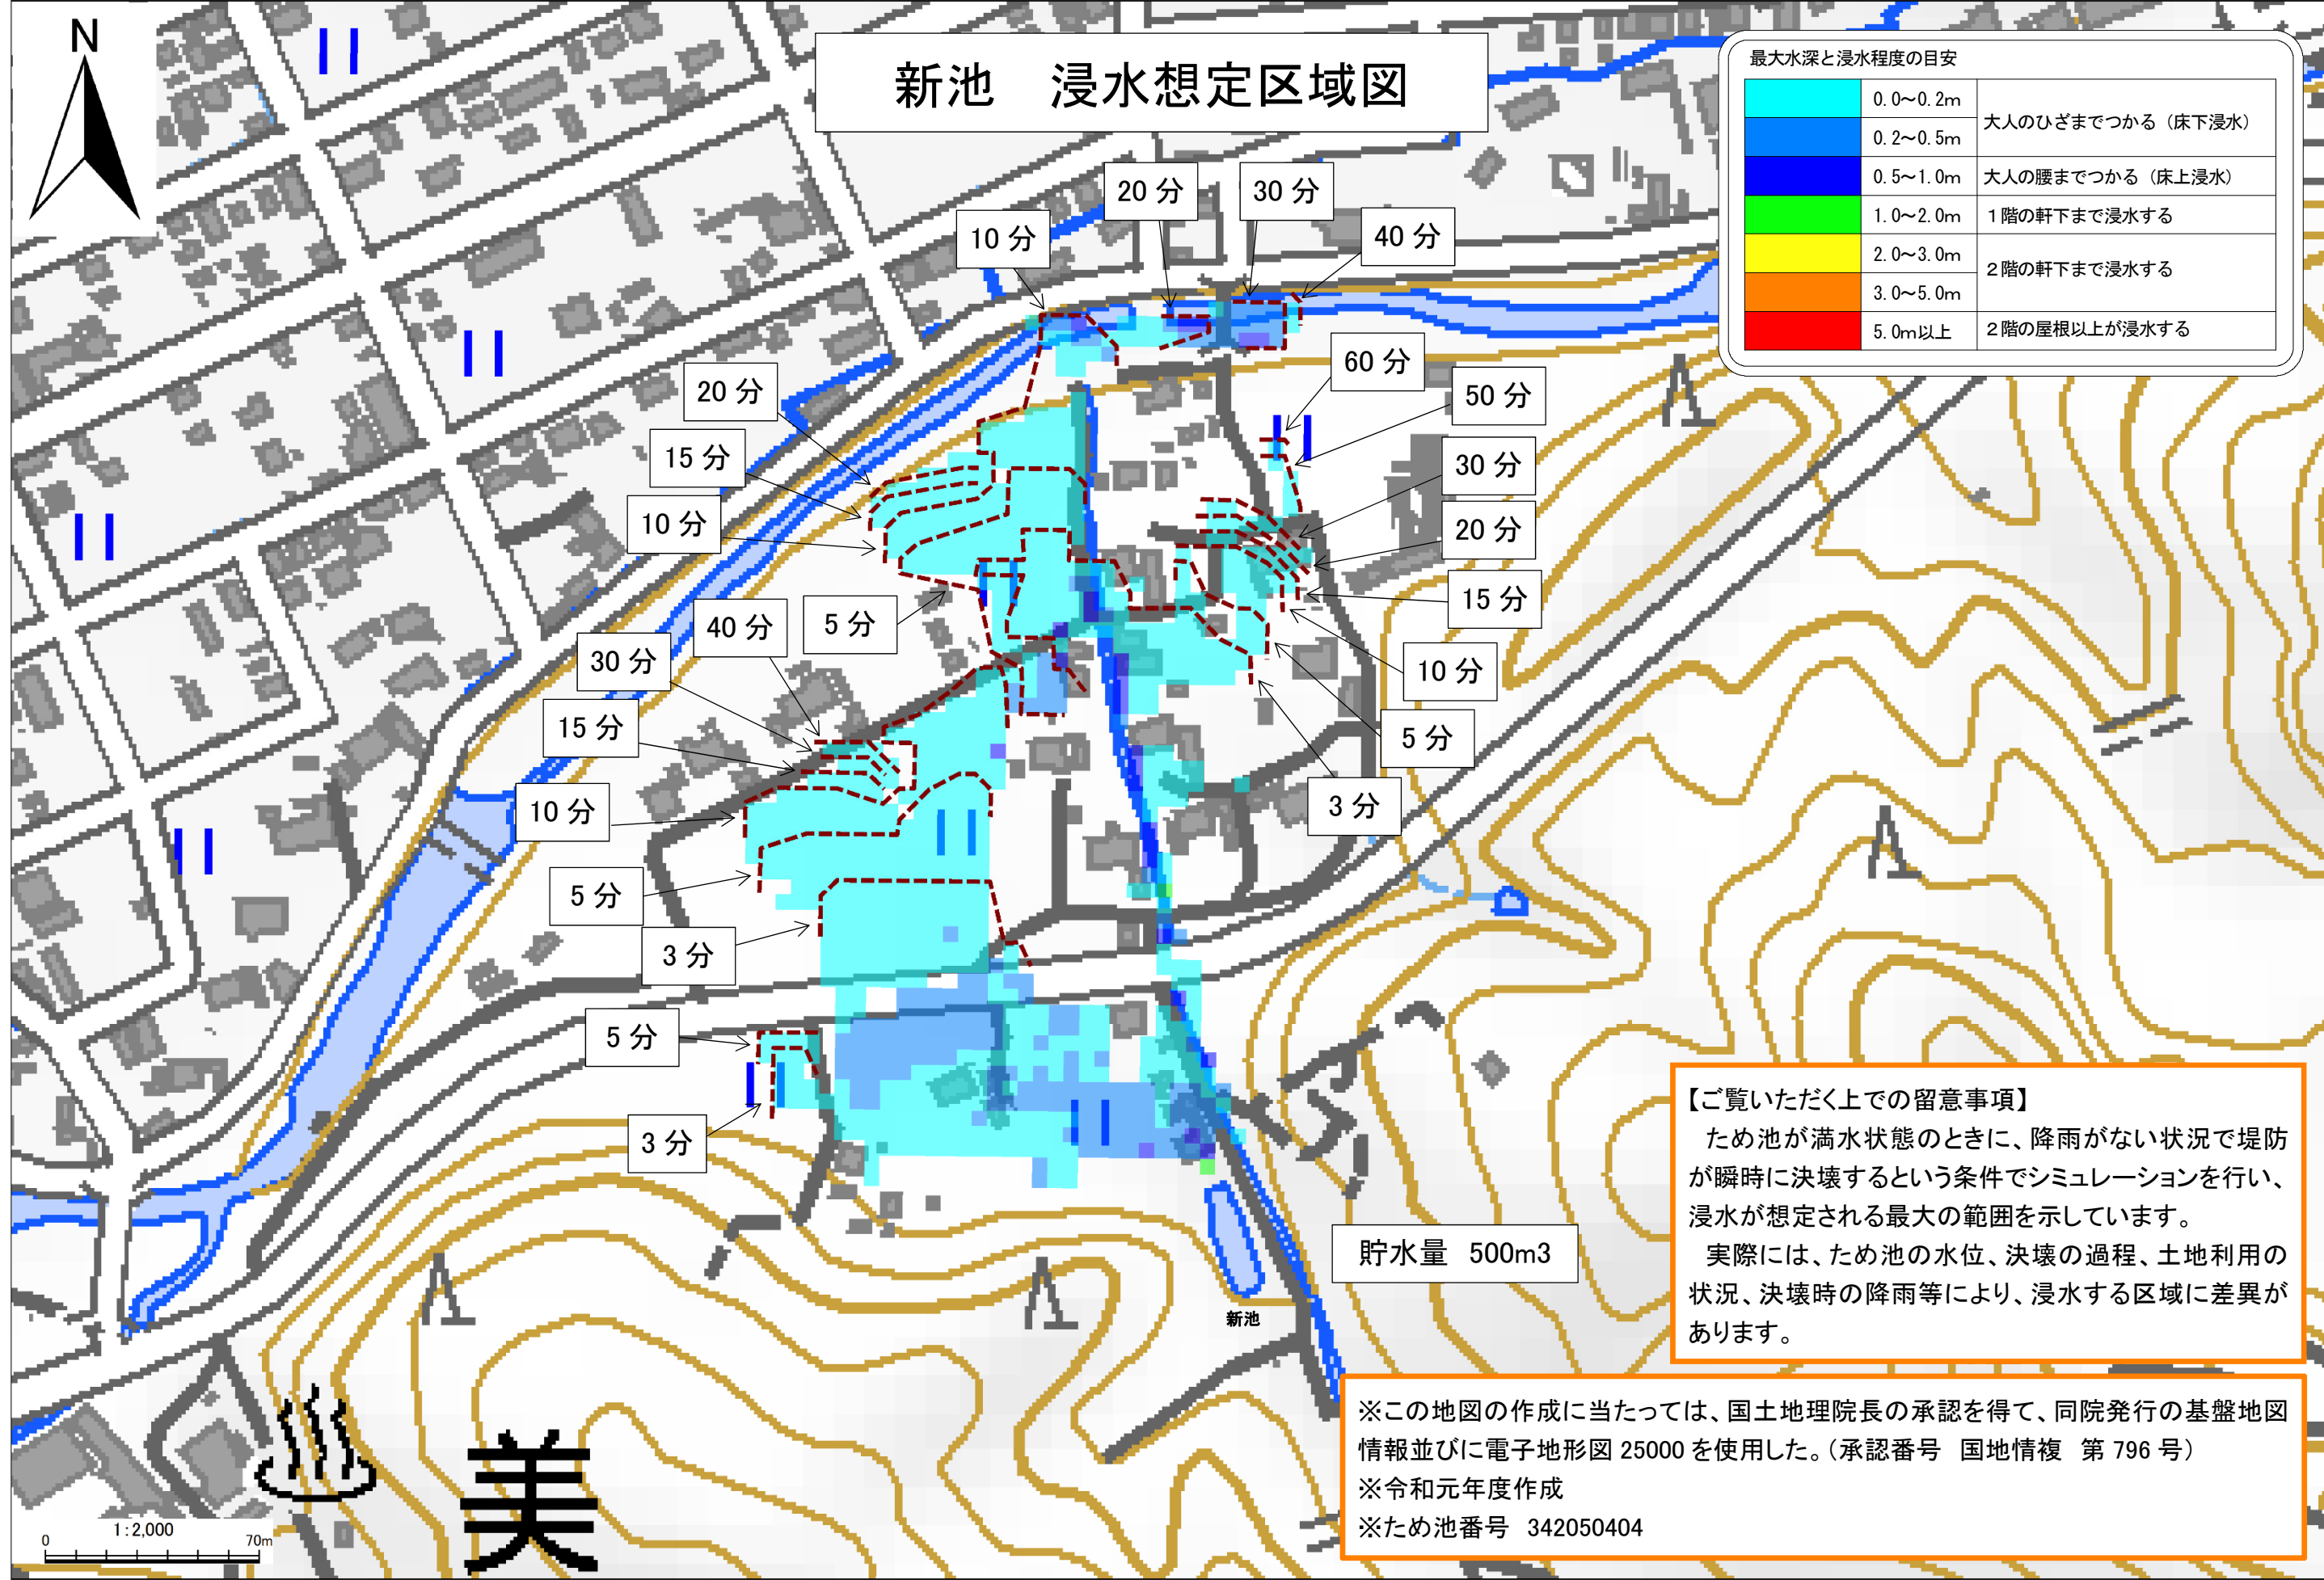 N
新池　浸水想定区域図
最大水深と浸水程度の目安
0.0～0.2m
大人のひざまでつかる（床下浸水）
0.2～0.5m
0.5～1.0m
大人の腰までつかる（床上浸水）
1.0～2.0m
１階の軒下まで浸水する
2.0～3.0m
２階の軒下まで浸水する
3.0～5.0m
5.0m以上
２階の屋根以上が浸水する
20 分
30 分
10 分
40 分
60 分
20 分
50 分
15 分
30 分
10 分
20 分
15 分
40 分
5 分
30 分
10 分
15 分
5 分
10 分
3 分
5 分
3 分
5 分
3 分
【ご覧いただく上での留意事項】
　ため池が満水状態のときに、降雨がない状況で堤防
が瞬時に決壊するという条件でシミュレーションを行い、
浸水が想定される最大の範囲を示しています。
　実際には、ため池の水位、決壊の過程、土地利用の
状況、決壊時の降雨等により、浸水する区域に差異が
あります。
貯水量　500m3
新池
※この地図の作成に当たっては、国土地理院長の承認を得て、同院発行の基盤地図
情報並びに電子地形図 25000 を使用した。（承認番号　国地情複　第 796 号）
※令和元年度作成
※ため池番号　342050404
美
1:2,000
0
70m